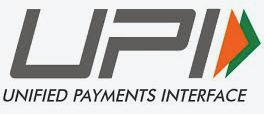 UPI
UNIFIED PAYMENTS INTERFACE